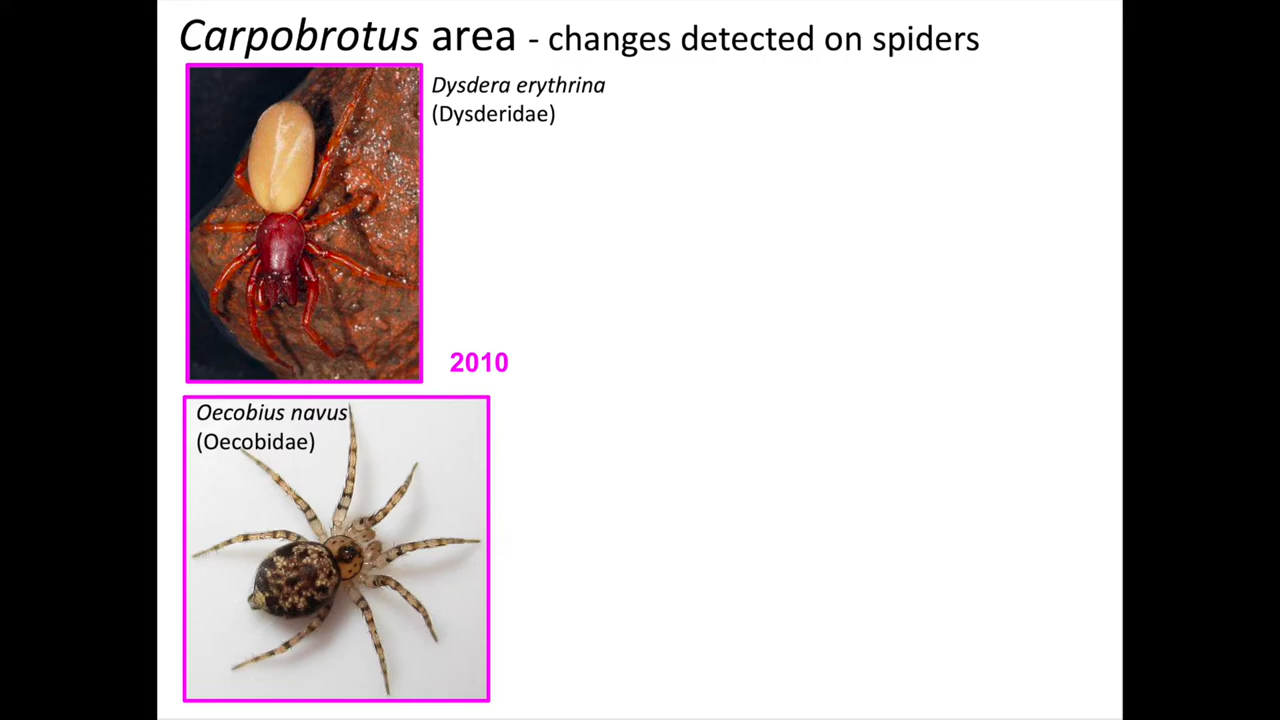 Carpobrotus area - changes detected on spiders
Dysdera erythrina
(Dysderidae)
2010
Oecobius navus
(Oecobidae)